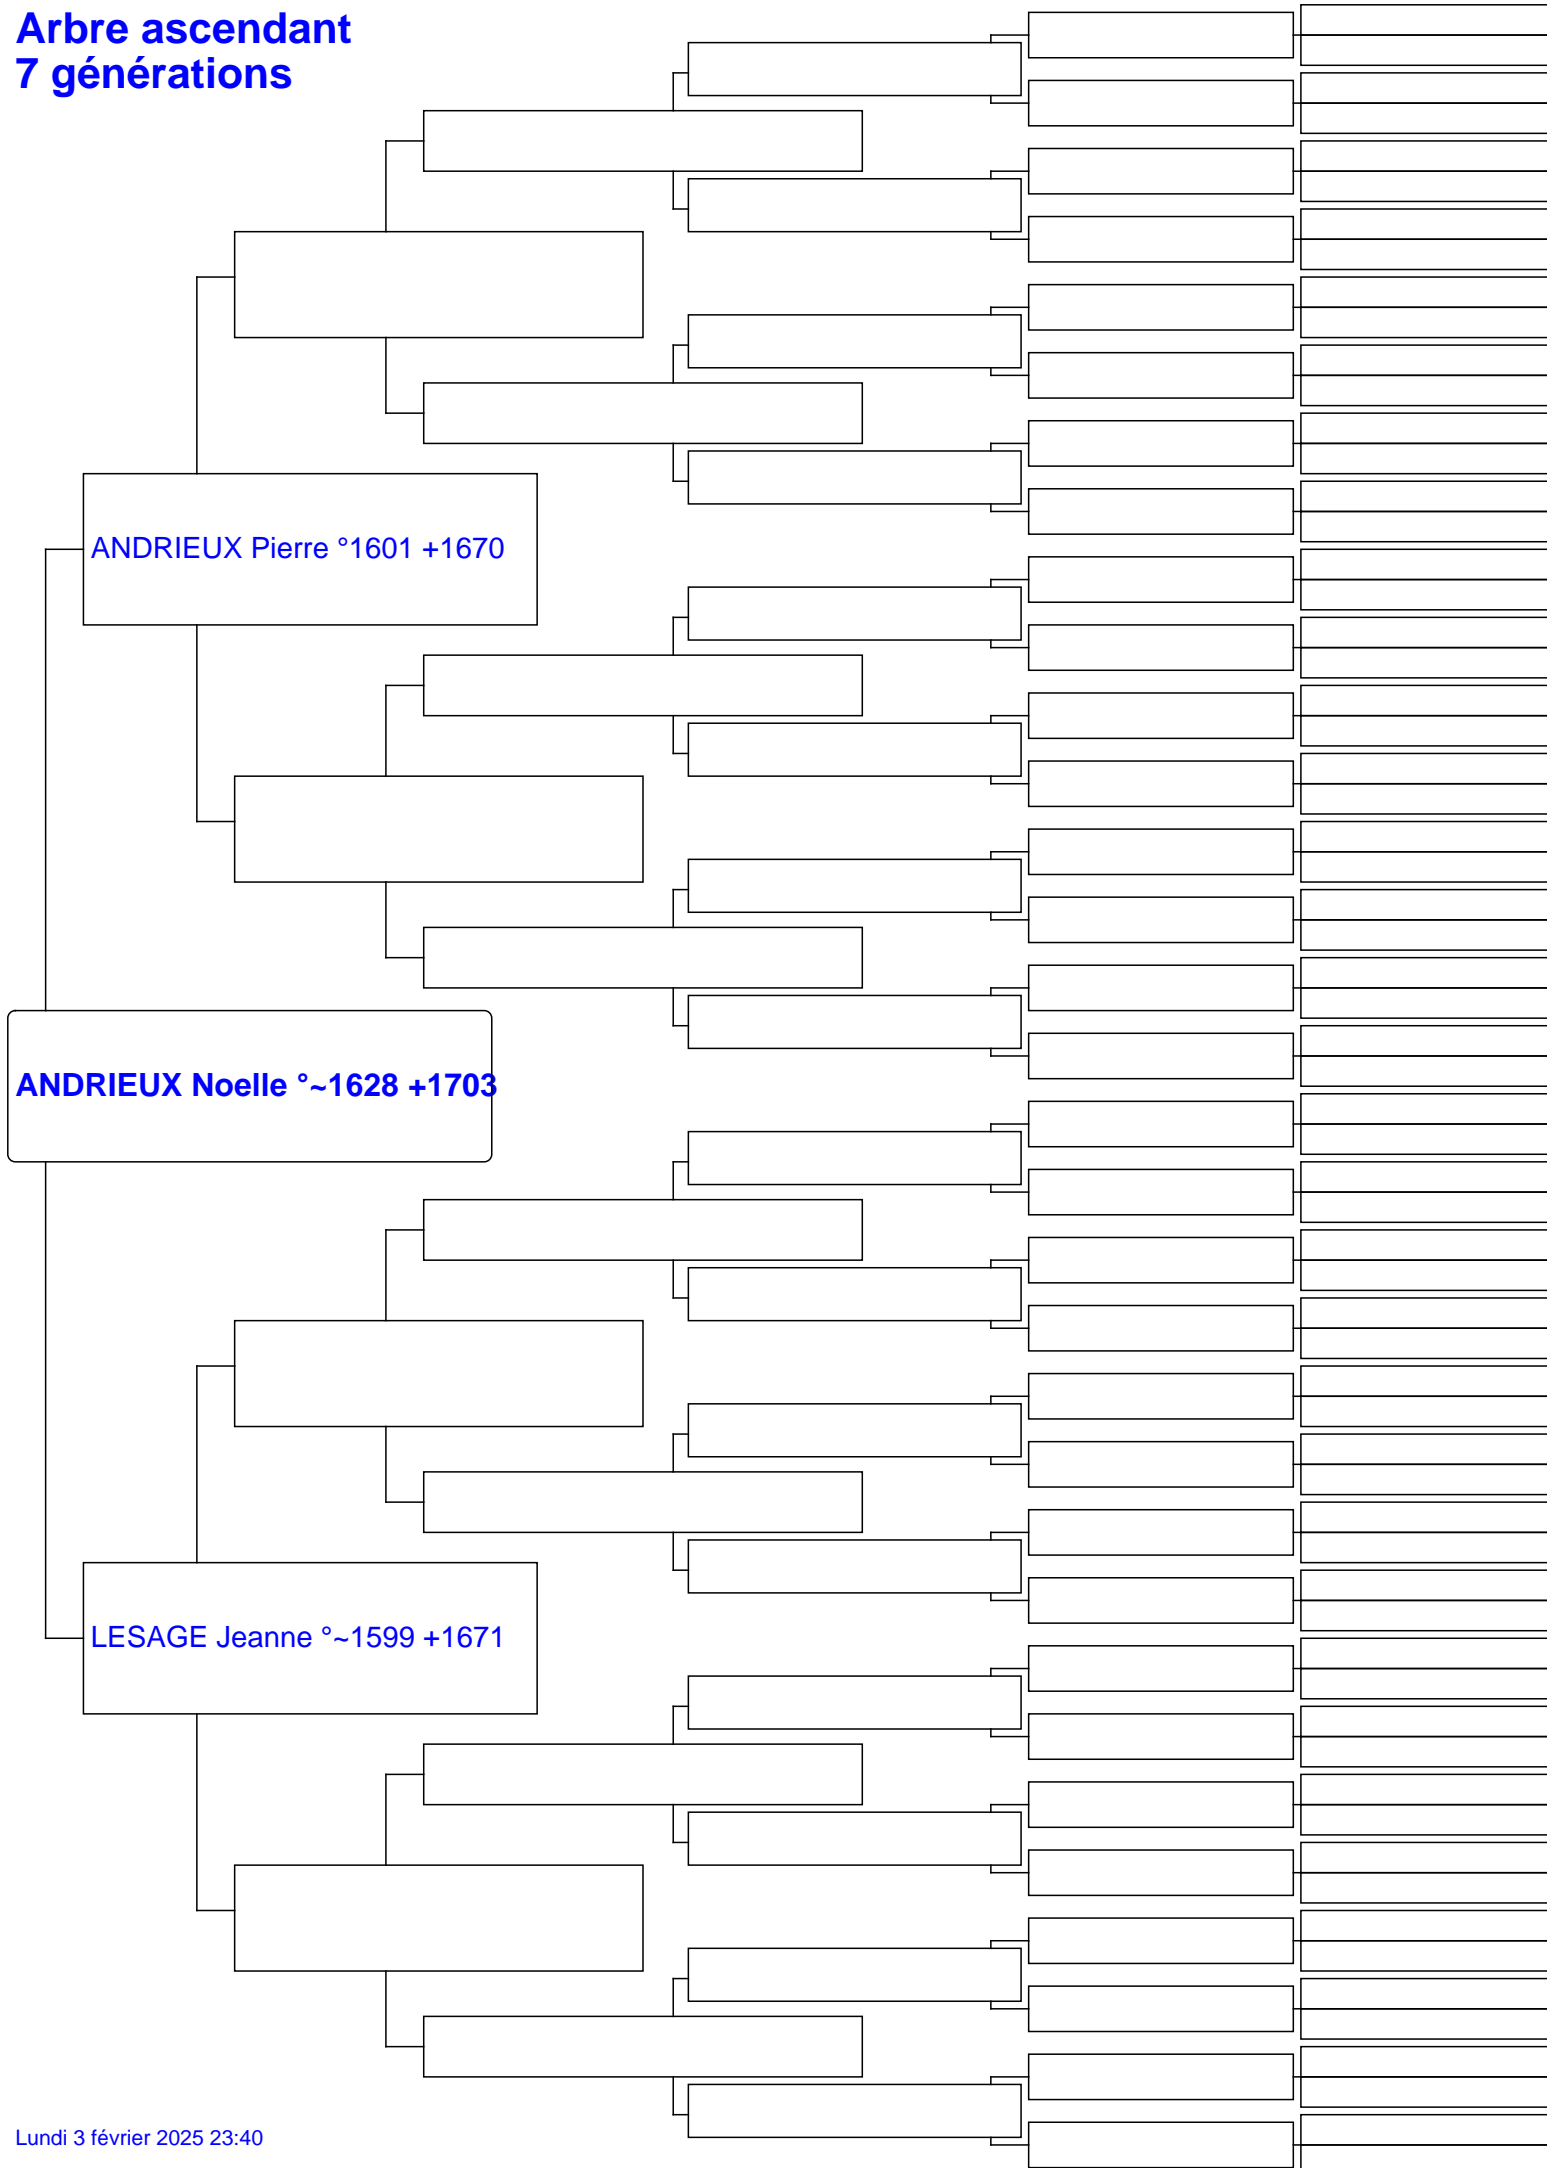 Arbre ascendant
7 générations
ANDRIEUX Pierre °1601 +1670
ANDRIEUX Noelle °~1628 +1703
LESAGE Jeanne °~1599 +1671
Lundi 3 février 2025 23:40